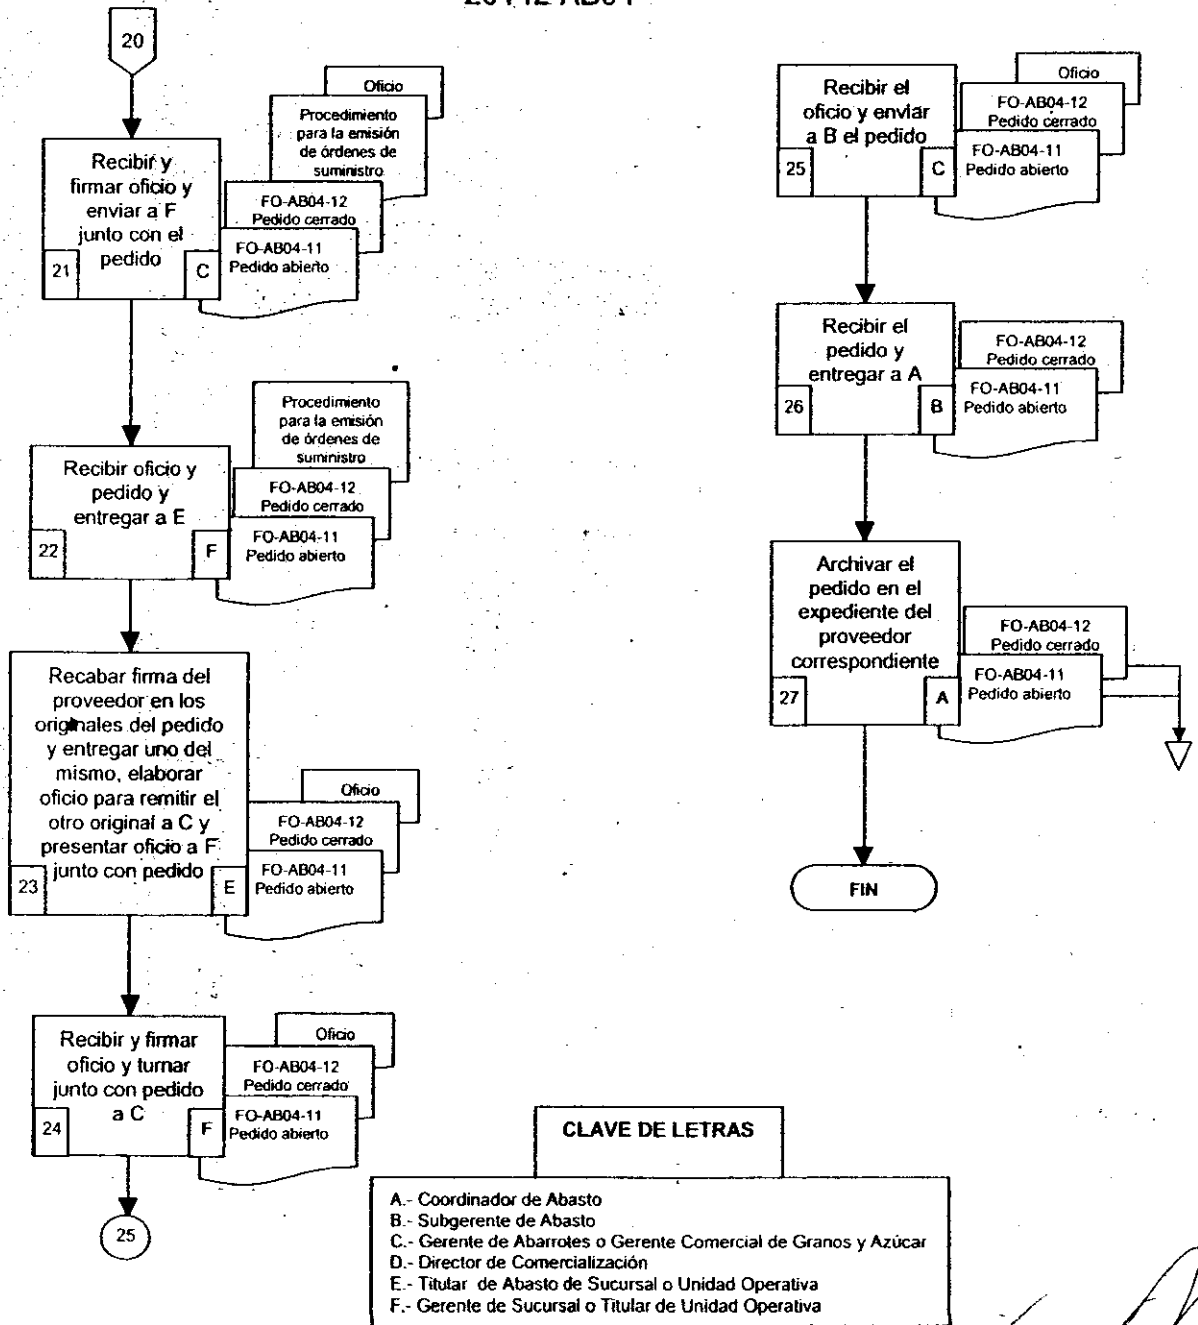 20
Oficio
Procedimiento
para la emisión
de órdenes de
suministro
Recibir y
firmar oficio y
enviar a F
junto con el
pedido
FO-AB04-12
Pedido cerrado
FO-AB04-11
Pedido abierto
21
C
Procedimiento
para la emisión
de órdenes de
suministro
Recibir oficio y
pedido y
entregar a E
FO-AB04-12
Pedido cerrado
FO-AB04-11
Pedido abierto
22
F
Recabar firma del
proveedor en los
originales del pedido
y entregar uno del
mismo, elaborar
oficio para remitir el
otro original a C y
presentar oficio a F
junto con pedido
Oficio
FO-AB04-12
Pedido cerrado
FO-AB04-11
Pedido abierto
23
E
Recibir y firmar
oficio y turnar
junto con pedido
a C
Oficio
FO-AB04-12
Pedido cerrado
FO-AB04-11
Pedido abierto
24
F
25
Recibir el
oficio y enviar
a B el pedido
Oficio
FO-AB04-12
Pedido cerrado
FO-AB04-11
Pedido abierto
25
C
Recibir el
pedido y
entregar a A
FO-AB04-12
Pedido cerrado
FO-AB04-11
Pedido abierto
26
B
Archivar el
pedido en el
expediente del
proveedor
correspondiente
FO-AB04-12
Pedido cerrado
FO-AB04-11
Pedido abierto
27
A
FIN
CLAVE DE LETRAS
A.- Coordinador de Abasto
B.- Subgerente de Abasto
C.- Gerente de Abarrotes o Gerente Comercial de Granos y Azúcar
D.- Director de Comercialización
E.- Titular de Abasto de Sucursal o Unidad Operativa
F.- Gerente de Sucursal o Titular de Unidad Operativa